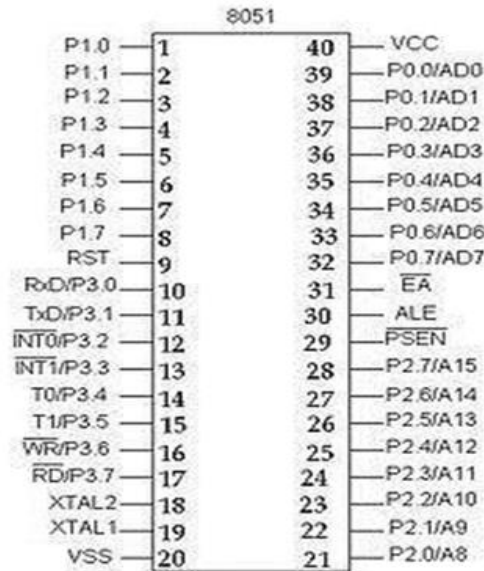 8051
P1.0 1 40 VCC
P1.1 2 39 P0.0/AD0
P1.2 3 38 P0.1/AD1
P1.3 4 37 P0.2/AD2
P1.4 5 36 P0.3/AD3
P1.5 6 35 P0.4/AD4
P1.6 7 34 P0.5/AD5
P1.7 8 33 P0.6/AD6
RST 9 32 P0.7/AD7
RxD/P3.0 10 31 EA
TxD/P3.1 11 30 ALE
INT0/P3.2 12 29 PSEN
INT1/P3.3 13 28 P2.7/A15
T0/P3.4 14 27 P2.6/A14
T1/P3.5 15 26 P2.5/A13
WR/P3.6 16 25 P2.4/A12
RD/P3.7 17 24 P2.3/A11
XTAL2 18 23 P2.2/A10
XTAL1 19 22 P2.1/A9
VSS 20 21 P2.0/A8